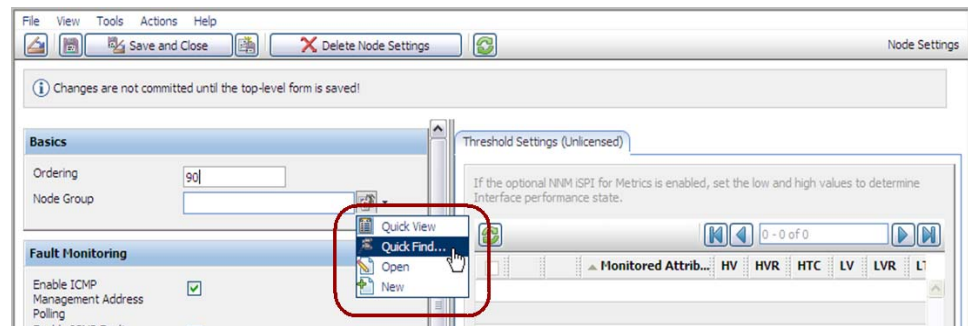 File View Tools Actions Help
Save and Close Delete Node Settings Node Settings
Changes are not committed until the top-level form is saved!
Basics
Ordering 90
Node Group
Quick View
Quick Find...
Open
New
Fault Monitoring
Enable ICMP
Management Address
Polling
Threshold Settings (Unlicensed)
If the optional NNM iSPI for Metrics is enabled, set the low and high values to determine
Interface performance state.
0 - 0 of 0
Monitored Attrib... HV HVR HTC LV LVR